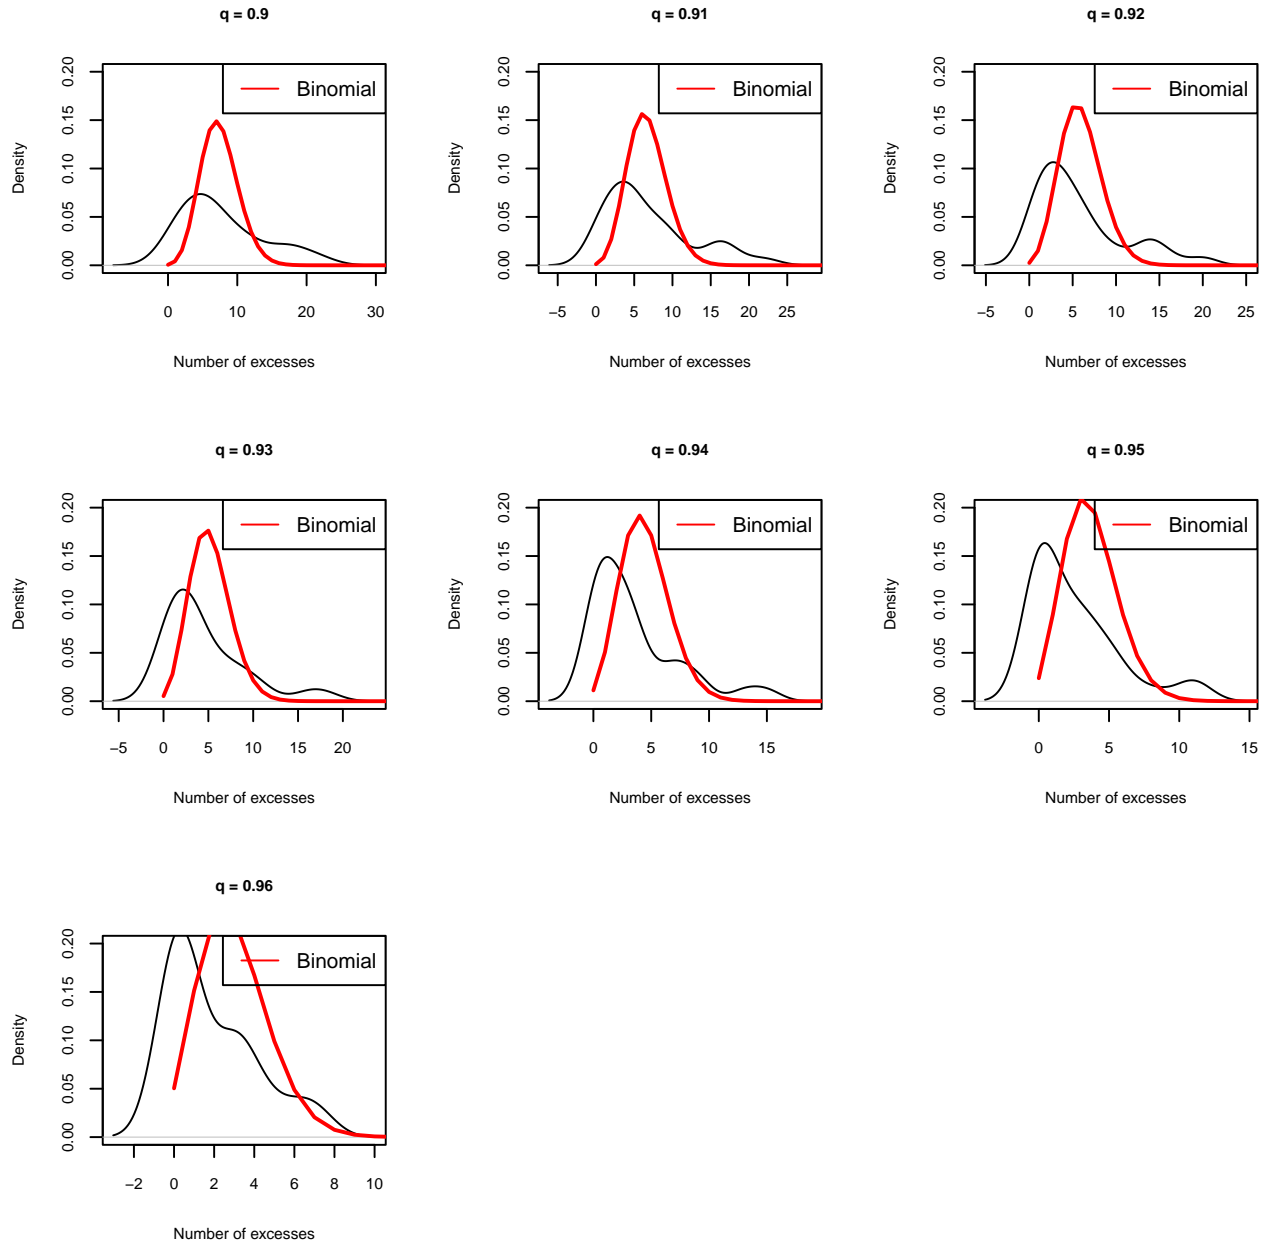 q = 0.9
0.20
0.15
0.10
0.05
0.00
Density
Binomial
0 10 20 30
Number of excesses
q = 0.91
0.20
0.15
0.10
0.05
0.00
Density
Binomial
−5 0 5 10 15 20 25
Number of excesses
q = 0.92
0.20
0.15
0.10
0.05
0.00
Density
Binomial
−5 0 5 10 15 20 25
Number of excesses
q = 0.93
0.20
0.15
0.10
0.05
0.00
Density
Binomial
−5 0 5 10 15 20
Number of excesses
q = 0.94
0.20
0.15
0.10
0.05
0.00
Density
Binomial
0 5 10 15
Number of excesses
q = 0.95
0.20
0.15
0.10
0.05
0.00
Density
Binomial
0 5 10 15
Number of excesses
q = 0.96
0.20
0.15
0.10
0.05
0.00
Density
Binomial
−2 0 2 4 6 8 10
Number of excesses